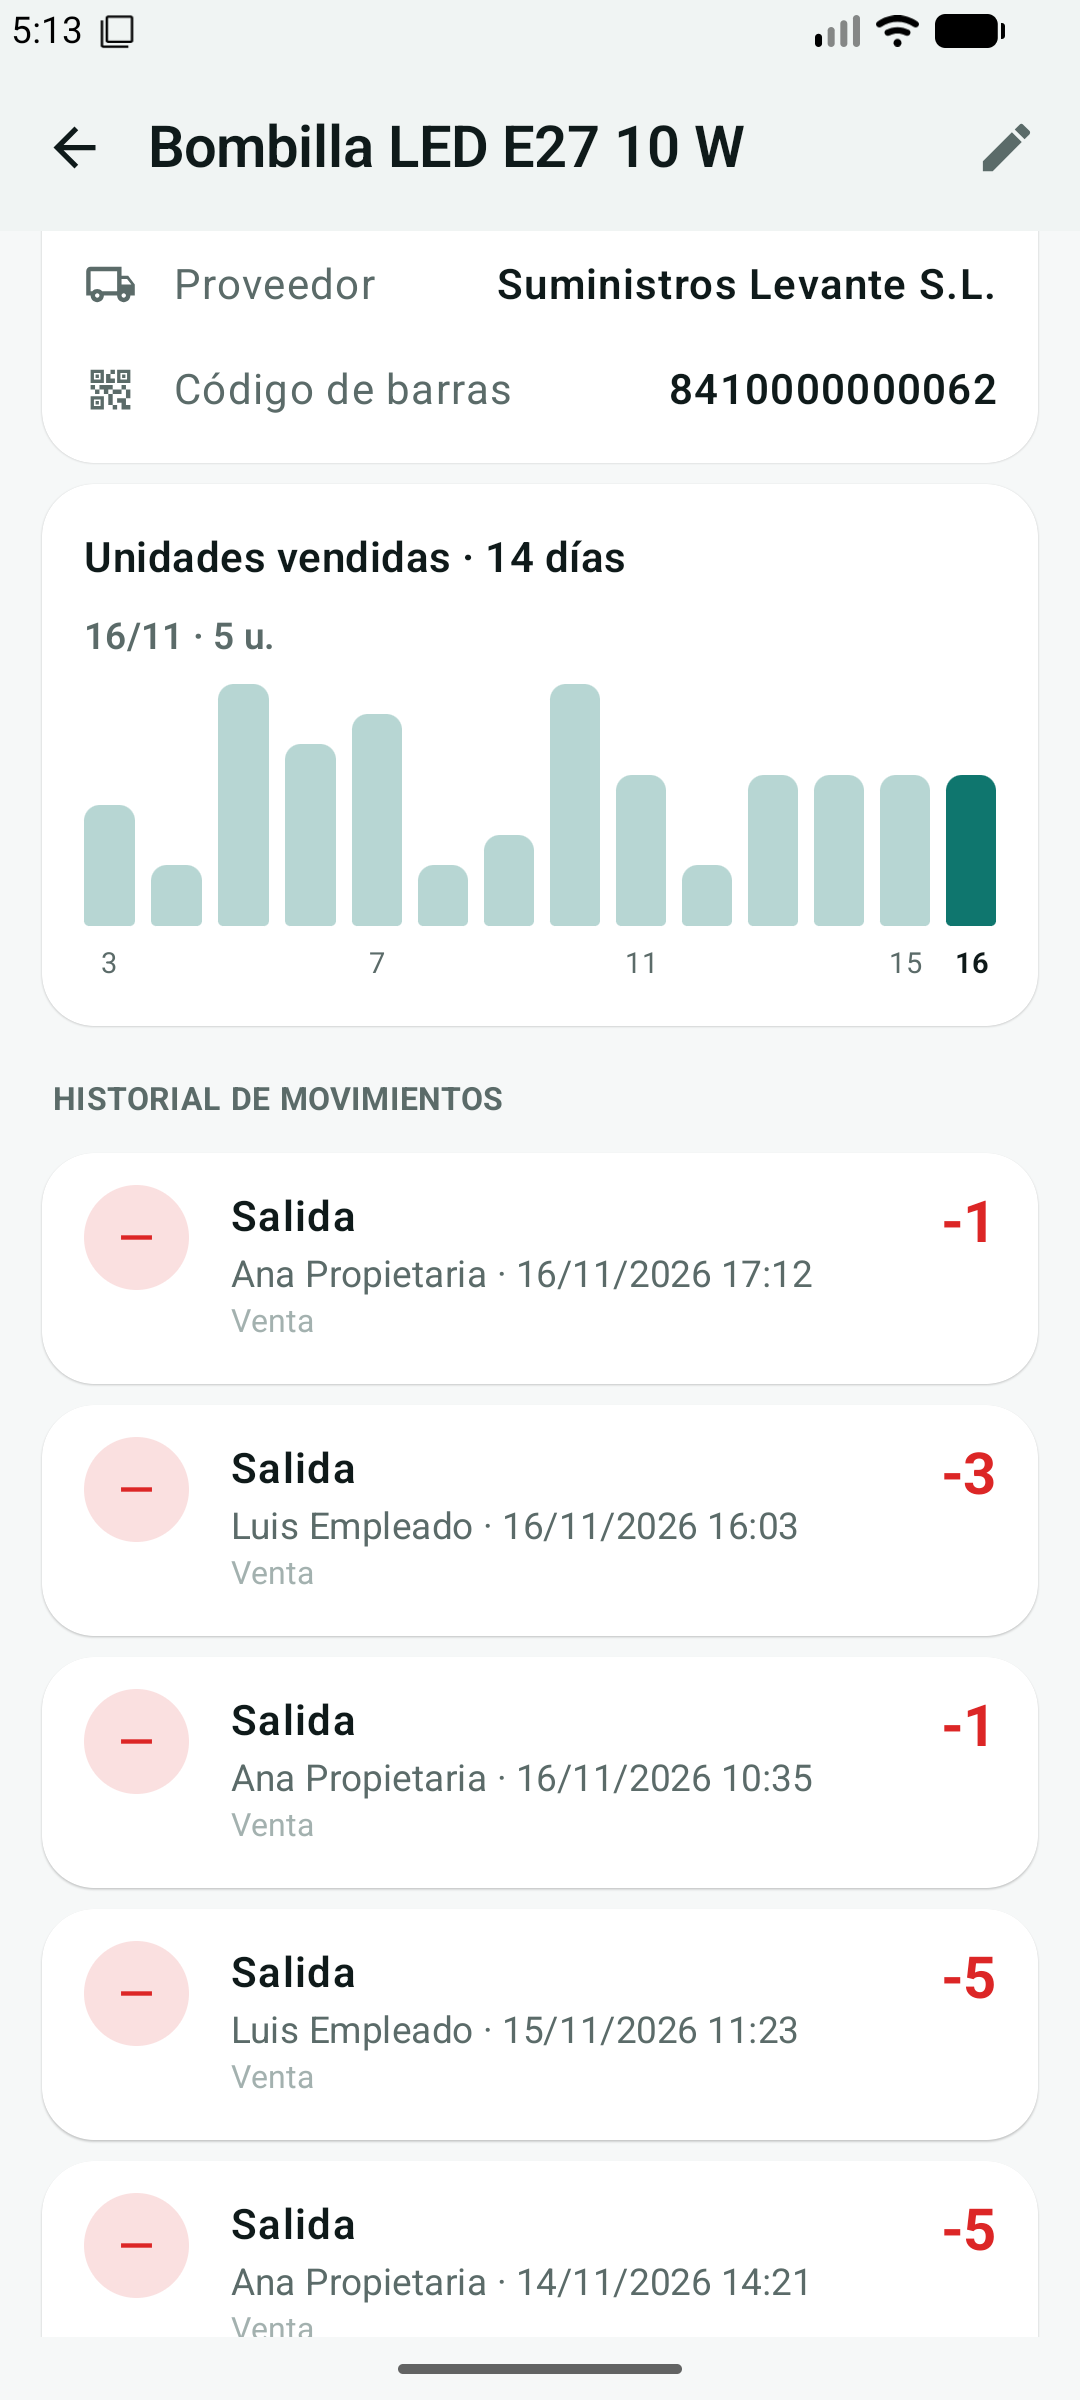 5:13
Bombilla LED E27 10 W
Proveedor Suministros Levante S.L.
Código de barras 8410000000062
Unidades vendidas · 14 días
16/11 · 5 u.
3 7 11 15 16
HISTORIAL DE MOVIMIENTOS
Salida -1
Ana Propietaria · 16/11/2026 17:12
Venta
Salida -3
Luis Empleado · 16/11/2026 16:03
Venta
Salida -1
Ana Propietaria · 16/11/2026 10:35
Venta
Salida -5
Luis Empleado · 15/11/2026 11:23
Venta
Salida -5
Ana Propietaria · 14/11/2026 14:21
Venta